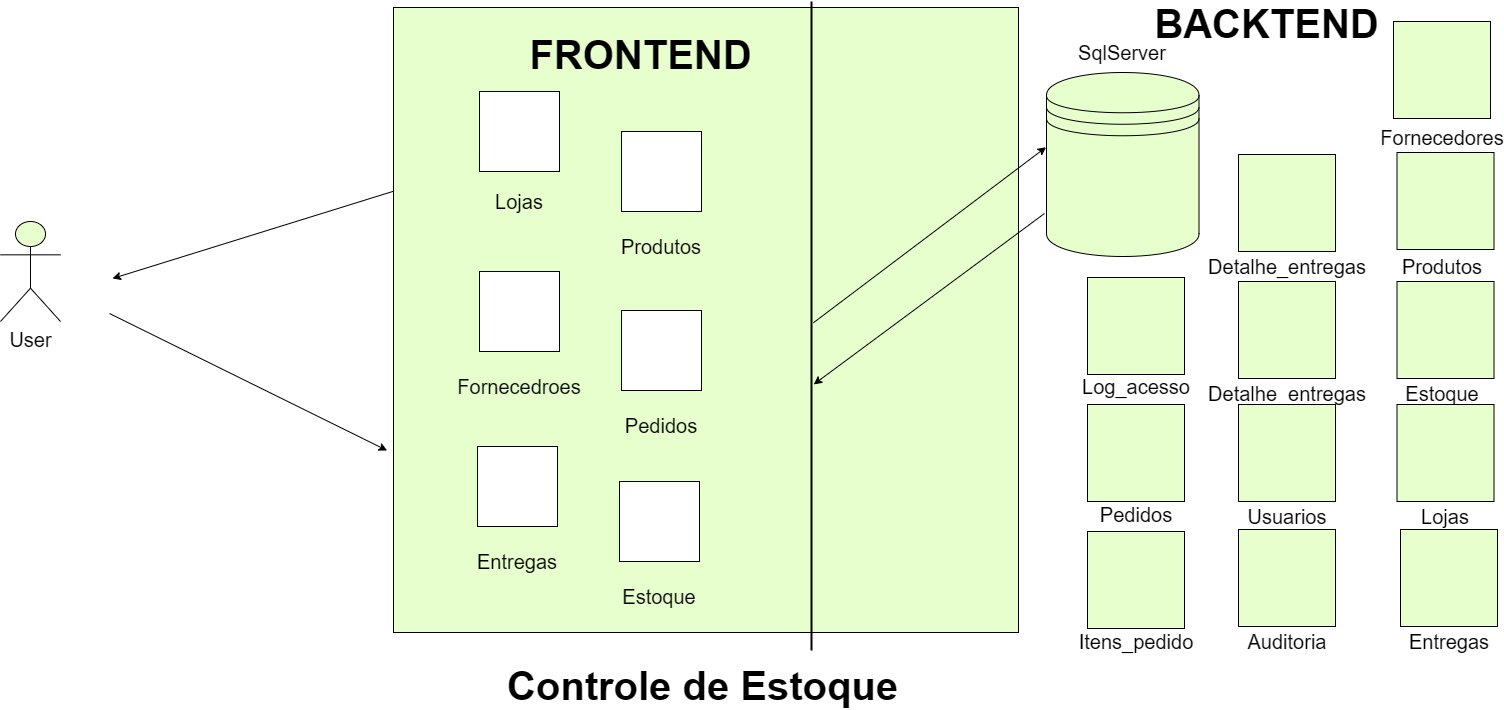 BACKTEND
FRONTEND
SqlServer
Lojas
Produtos
Fornecedroes
Pedidos
Entregas
Estoque
User
Fornecedores
Detalhe_entregas
Produtos
Log_acesso
Detalhe_entregas
Estoque
Pedidos
Usuarios
Lojas
Itens_pedido
Auditoria
Entregas
Controle de Estoque